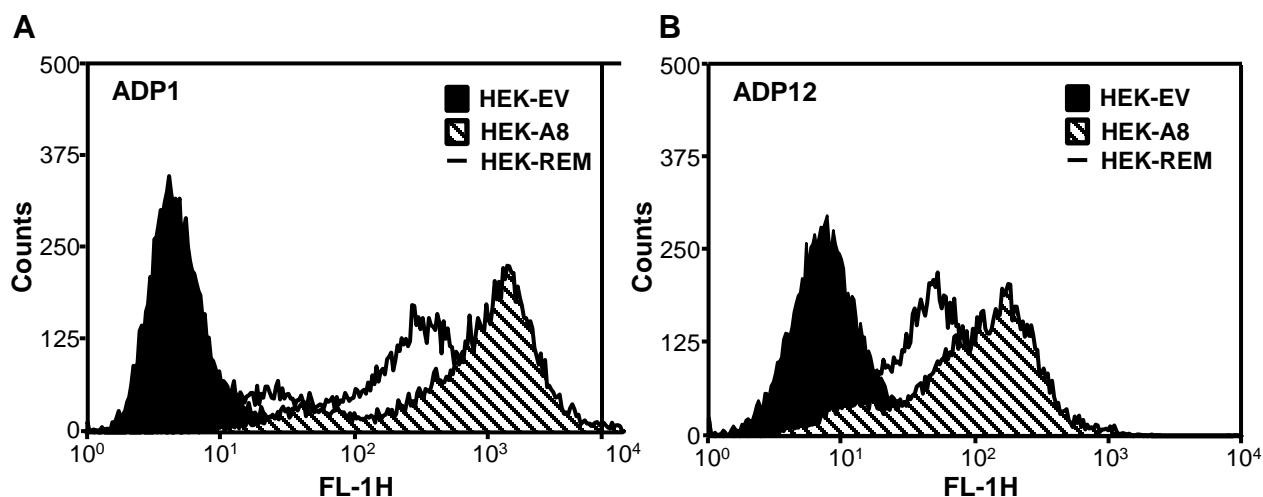 A
500
375
250
125
0
Counts
ADP1
HEK-EV
HEK-A8
HEK-REM
10⁰ 10¹ 10² 10³ 10⁴
FL-1H
B
500
375
250
125
0
Counts
ADP12
HEK-EV
HEK-A8
HEK-REM
10⁰ 10¹ 10² 10³ 10⁴
FL-1H